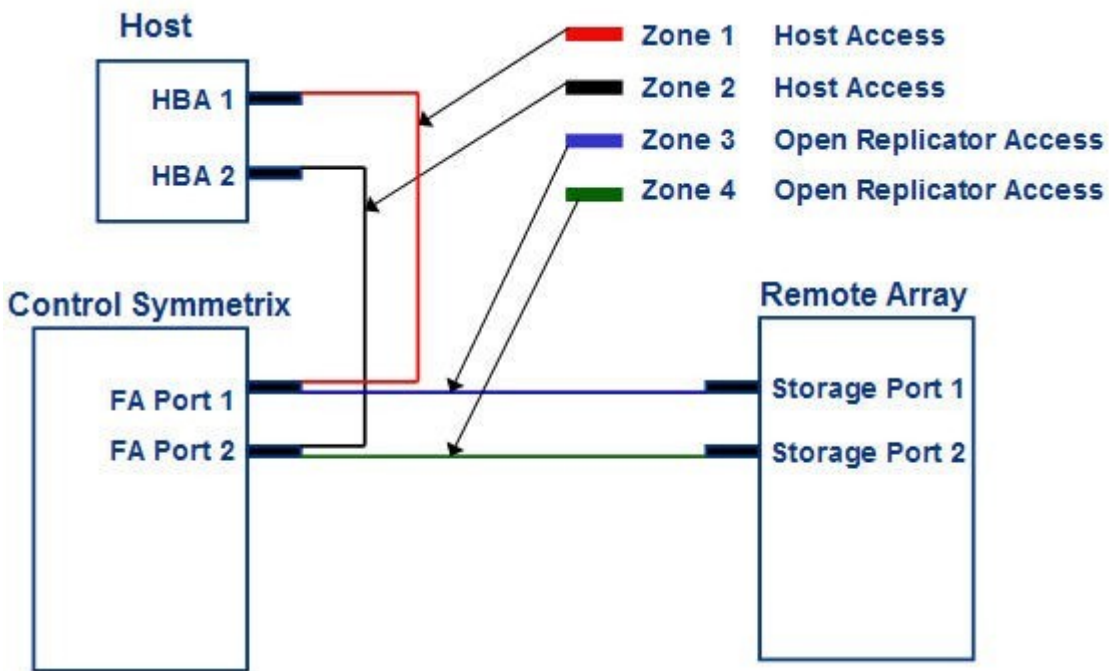 Host
HBA 1
HBA 2
Zone 1 Host Access
Zone 2 Host Access
Zone 3 Open Replicator Access
Zone 4 Open Replicator Access
Control Symmetrix
FA Port 1
FA Port 2
Remote Array
Storage Port 1
Storage Port 2